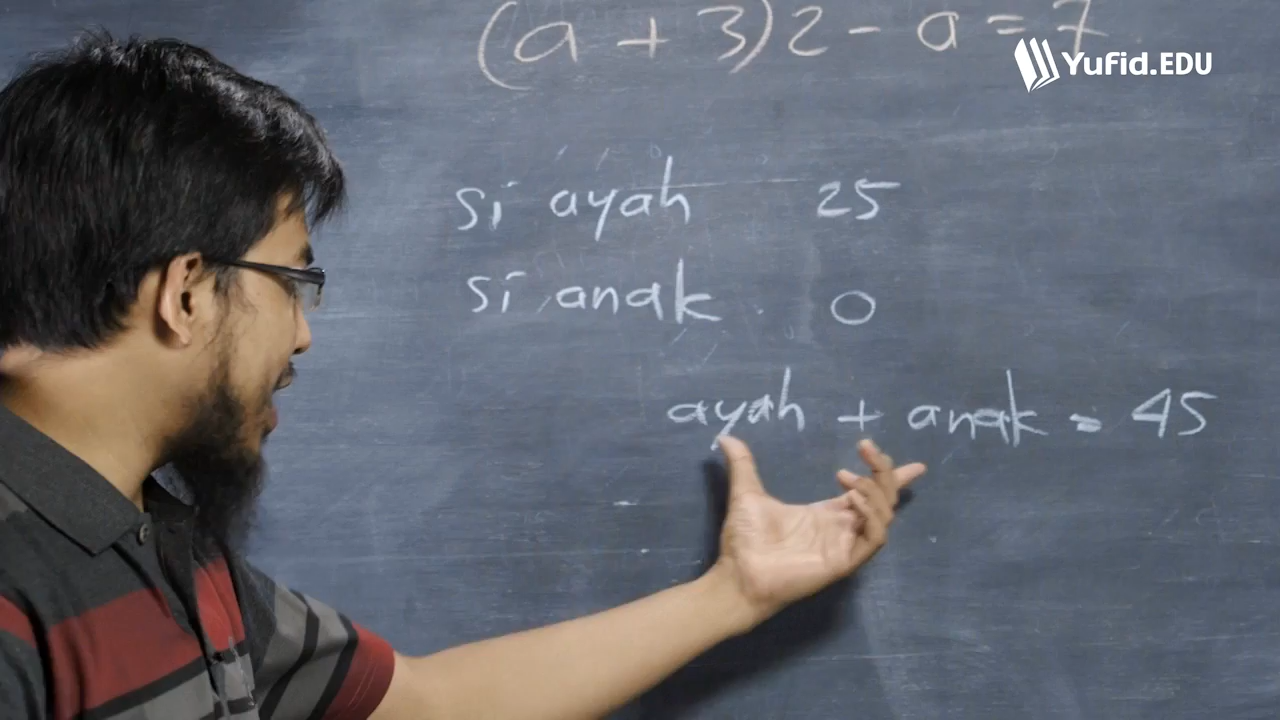 (a + 3) 2 - a = 7
Yufid.EDU
si ayah 25
si anak 0
ayah + anak = 45